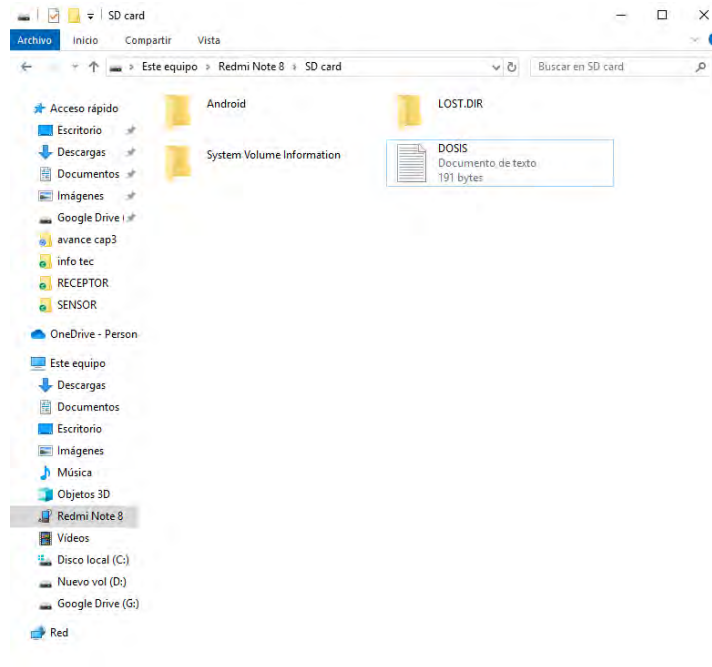 SD card
Archivo Inicio Compartir Vista
Este equipo > Redmi Note 8 > SD card
Buscar en SD card
Acceso rápido
Escritorio
Descargas
Documentos
Imágenes
Google Drive (
avance cap3
info tec
RECEPTOR
SENSOR
OneDrive - Person
Este equipo
Descargas
Documentos
Escritorio
Imágenes
Música
Objetos 3D
Redmi Note 8
Vídeos
Disco local (C:)
Nuevo vol (D:)
Google Drive (G:)
Red
Android
LOST.DIR
System Volume Information
DOSIS
Documento de texto
191 bytes